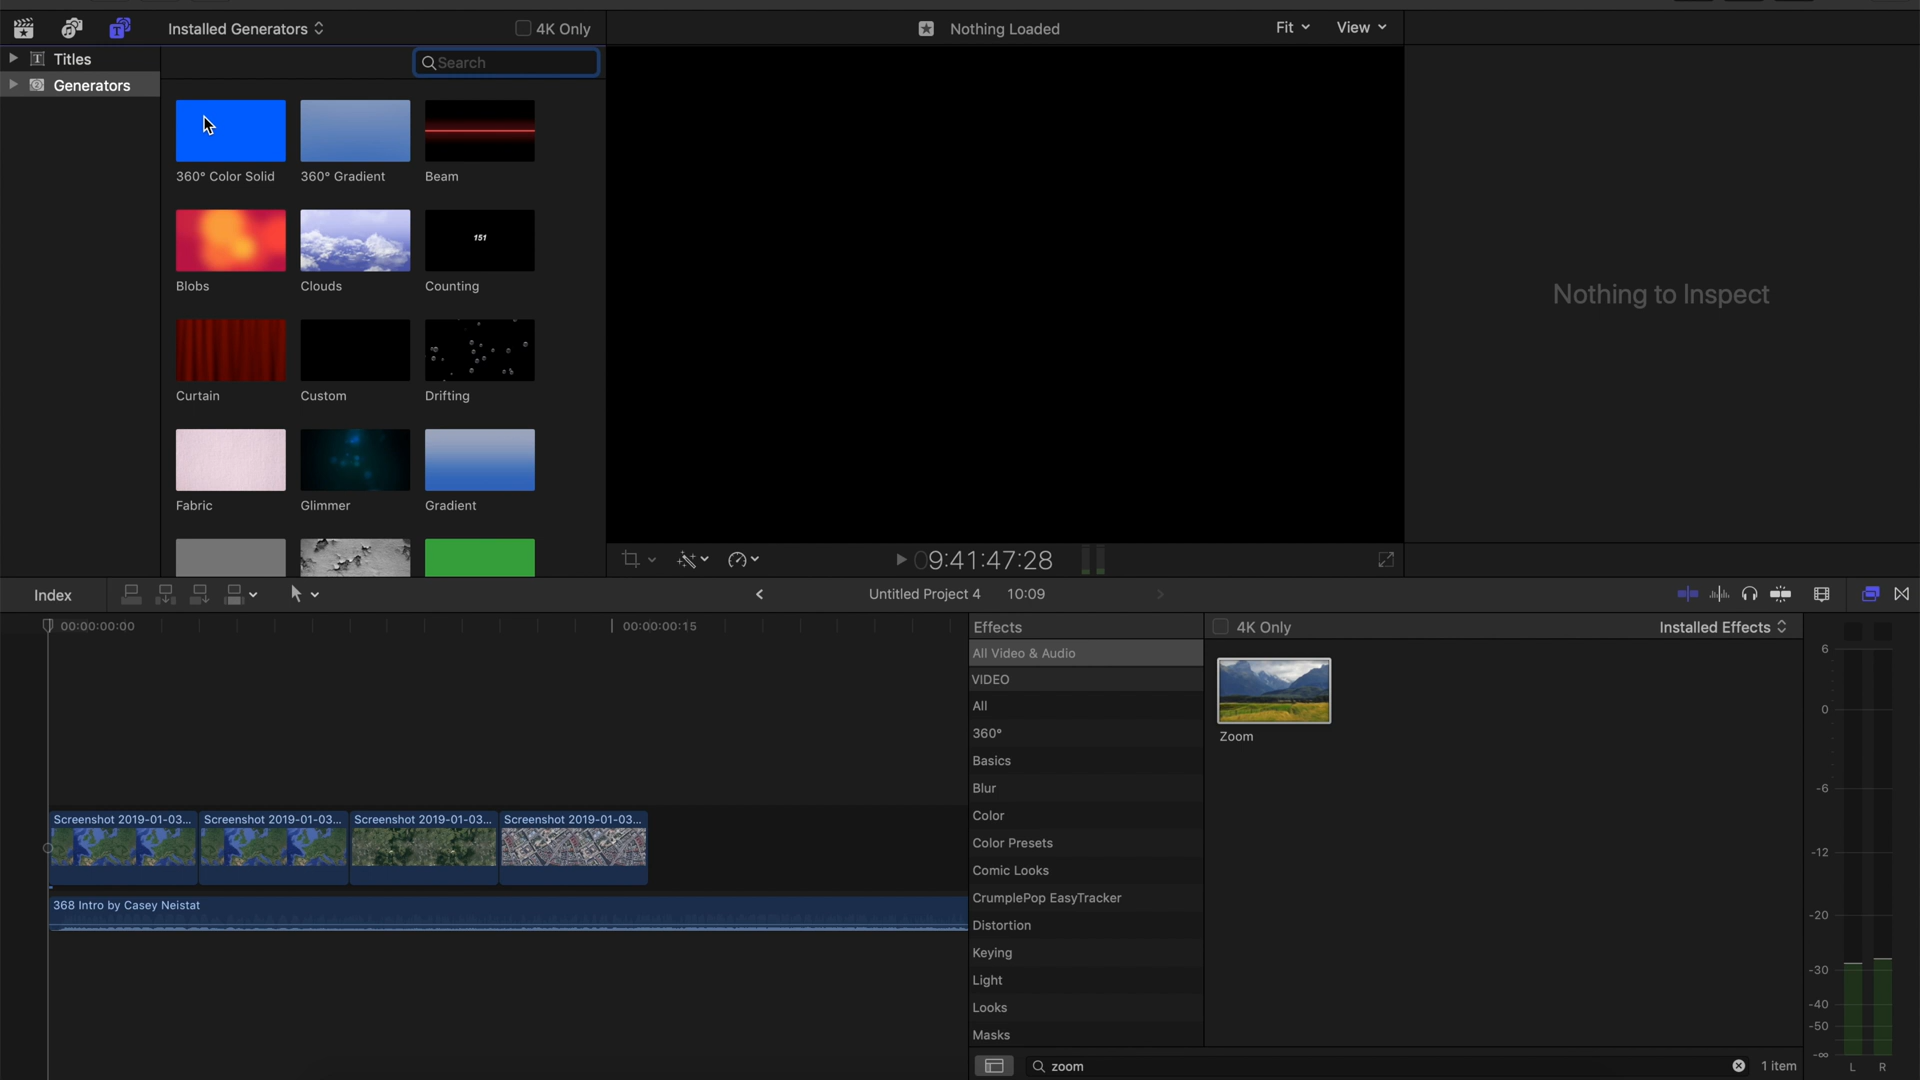 Installed Generators
4K Only
Nothing Loaded
Fit
View
Titles
Generators
Search
360° Color Solid
360° Gradient
Beam
Blobs
Clouds
151
Counting
Curtain
Custom
Drifting
Fabric
Glimmer
Gradient
Nothing to Inspect
09:41:47:28
Index
Untitled Project 4
10:09
00:00:00:00
00:00:00:15
Effects
4K Only
Installed Effects
All Video & Audio
VIDEO
All
360°
Basics
Blur
Color
Color Presets
Comic Looks
CrumplePop EasyTracker
Distortion
Keying
Light
Looks
Masks
Zoom
Screenshot 2019-01-03...
Screenshot 2019-01-03...
Screenshot 2019-01-03...
Screenshot 2019-01-03...
368 Intro by Casey Neistat
6
0
-6
-12
-20
-30
-40
-50
-∞
L
R
zoom
1 item